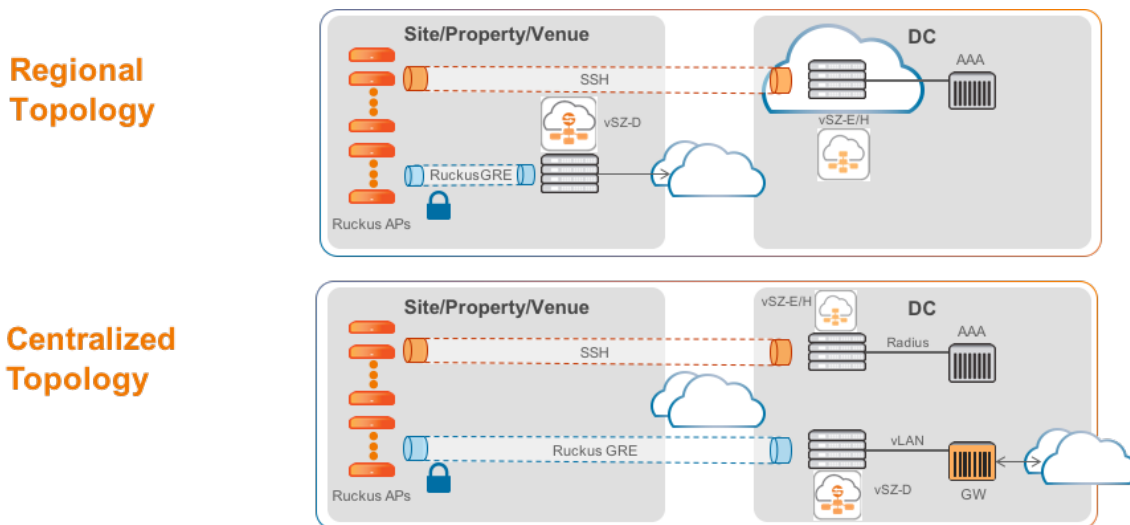 Regional
Topology
Site/Property/Venue
DC
SSH
AAA
vSZ-D
vSZ-E/H
RuckusGRE
Ruckus APs
Centralized
Topology
Site/Property/Venue
vSZ-E/H
DC
SSH
Radius
AAA
Ruckus GRE
vLAN
Ruckus APs
vSZ-D
GW